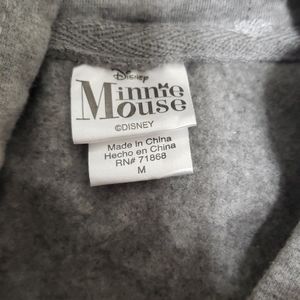 Disney
Minnie
Mouse
©DISNEY
Made in China
Hecho en China
RN# 71868
M